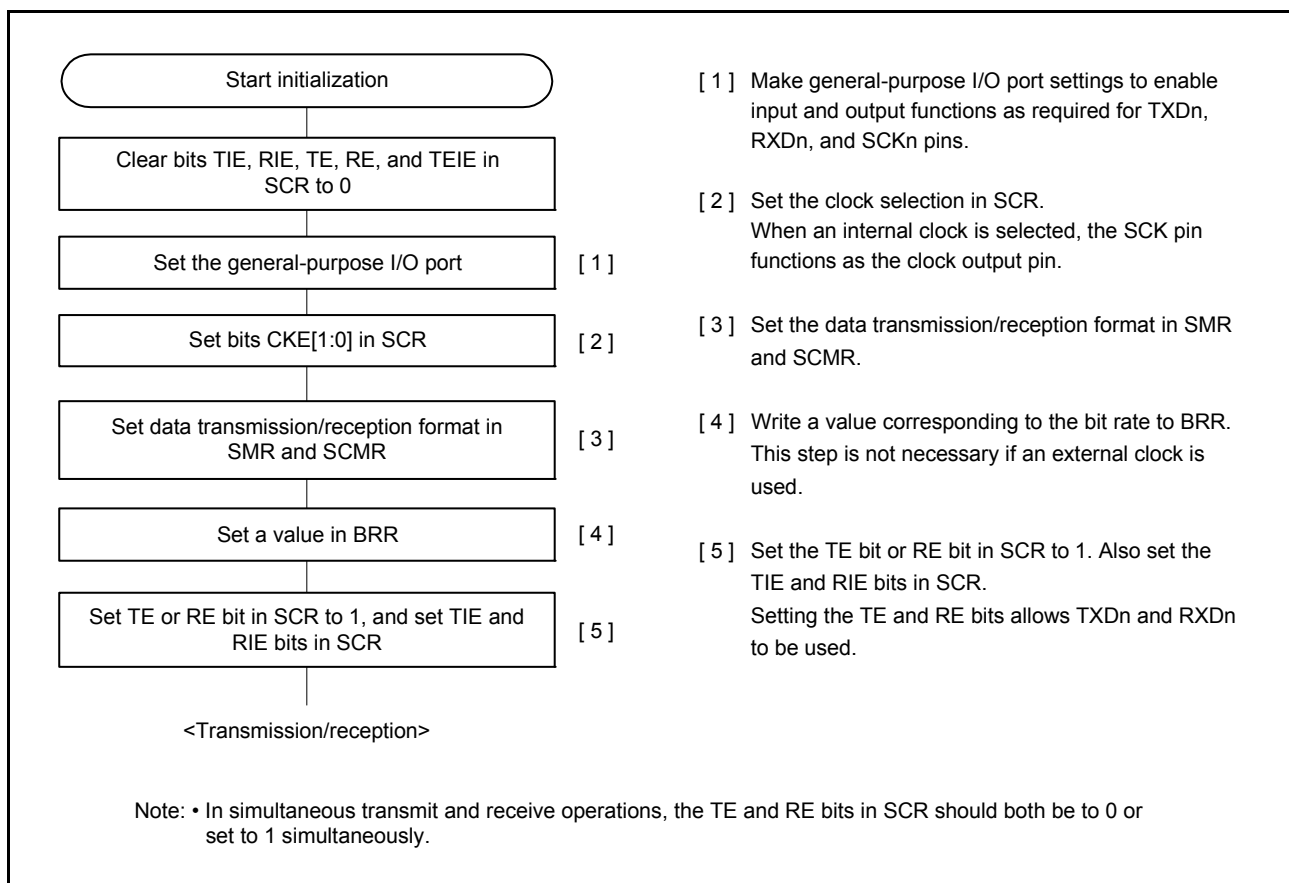 Start initialization
Clear bits TIE, RIE, TE, RE, and TEIE in
SCR to 0
Set the general-purpose I/O port
[ 1 ]
Set bits CKE[1:0] in SCR
[ 2 ]
Set data transmission/reception format in
SMR and SCMR
[ 3 ]
Set a value in BRR
[ 4 ]
Set TE or RE bit in SCR to 1, and set TIE and
RIE bits in SCR
[ 5 ]
<Transmission/reception>
[ 1 ] Make general-purpose I/O port settings to enable
input and output functions as required for TXDn,
RXDn, and SCKn pins.
[ 2 ] Set the clock selection in SCR.
When an internal clock is selected, the SCK pin
functions as the clock output pin.
[ 3 ] Set the data transmission/reception format in SMR
and SCMR.
[ 4 ] Write a value corresponding to the bit rate to BRR.
This step is not necessary if an external clock is
used.
[ 5 ] Set the TE bit or RE bit in SCR to 1. Also set the
TIE and RIE bits in SCR.
Setting the TE and RE bits allows TXDn and RXDn
to be used.
Note: • In simultaneous transmit and receive operations, the TE and RE bits in SCR should both be to 0 or
set to 1 simultaneously.